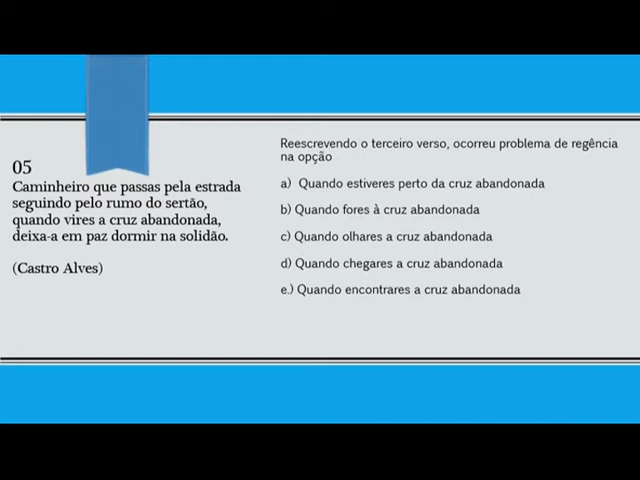 05
Caminheiro que passas pela estrada
seguindo pelo rumo do sertão,
quando vires a cruz abandonada,
deixa-a em paz dormir na solidão.
(Castro Alves)
Reescrevendo o terceiro verso, ocorreu problema de regência
na opção
a) Quando estiveres perto da cruz abandonada
b) Quando fores à cruz abandonada
c) Quando olhares a cruz abandonada
d) Quando chegares a cruz abandonada
e.) Quando encontrares a cruz abandonada